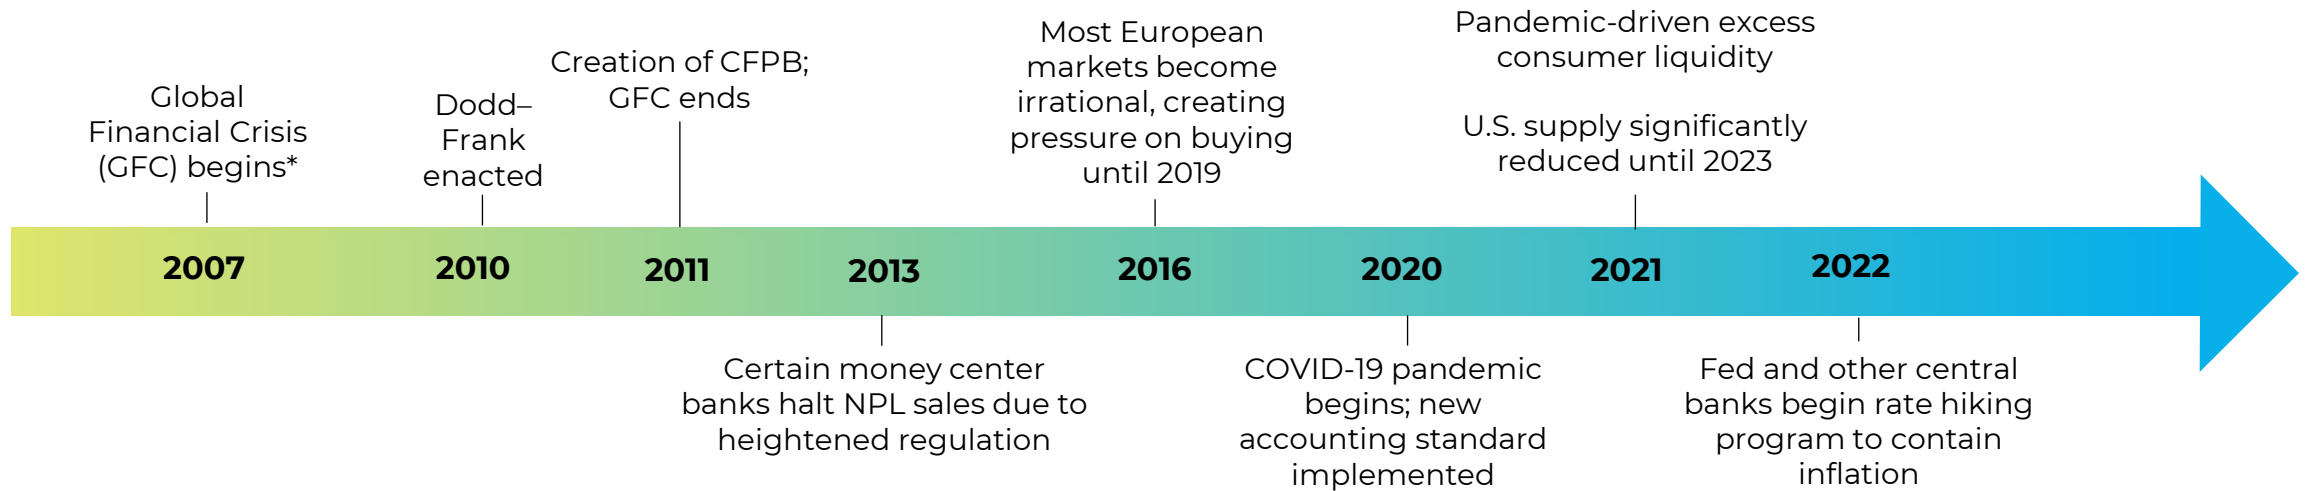 Global
Financial Crisis
(GFC) begins*
Dodd–
Frank
enacted
Creation of CFPB;
GFC ends
Most European
markets become
irrational, creating
pressure on buying
until 2019
Pandemic-driven excess
consumer liquidity
U.S. supply significantly
reduced until 2023
2007
2010
2011
2013
2016
2020
2021
2022
Certain money center
banks halt NPL sales due to
heightened regulation
COVID-19 pandemic
begins; new
accounting standard
implemented
Fed and other central
banks begin rate hiking
program to contain
inflation